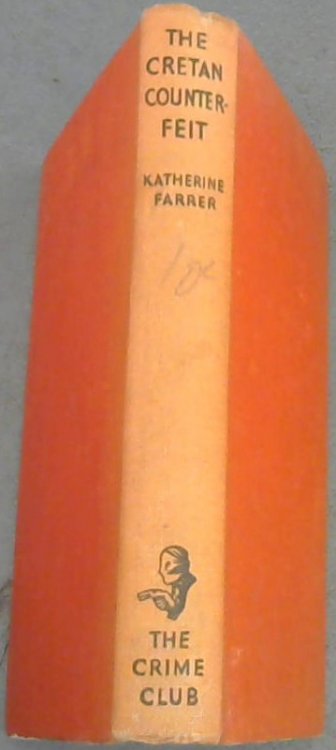 THE
CRETAN
COUNTER-
FEIT
KATHERINE
FARRER
THE
CRIME
CLUB